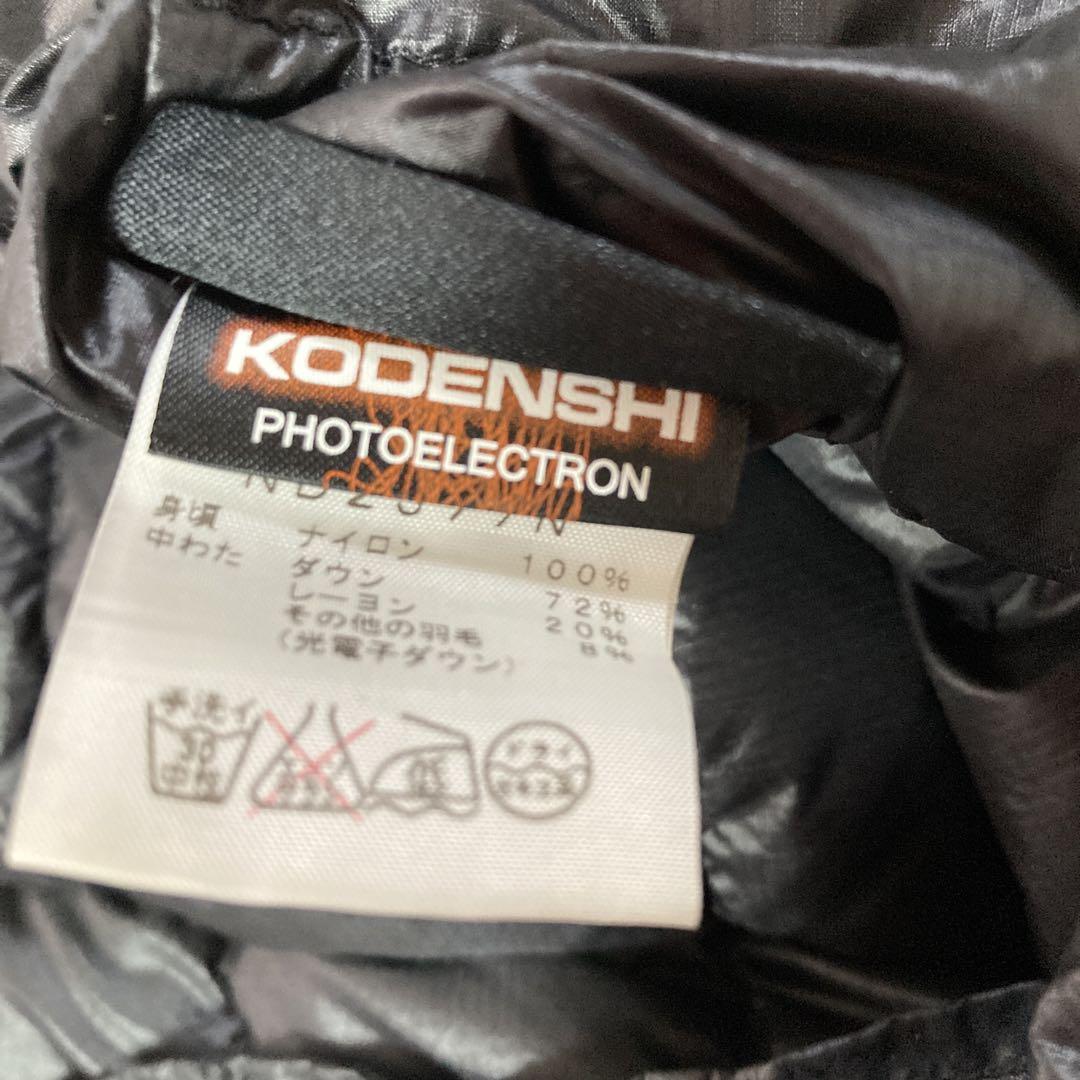 KODENSHI
PHOTOELECTRON
身頃 ナイロン 100%
中わた ダウン 72%
レーヨン 20%
その他の羽毛 8%
(光電子ダウン)
手洗イ
30
中性
ドライ